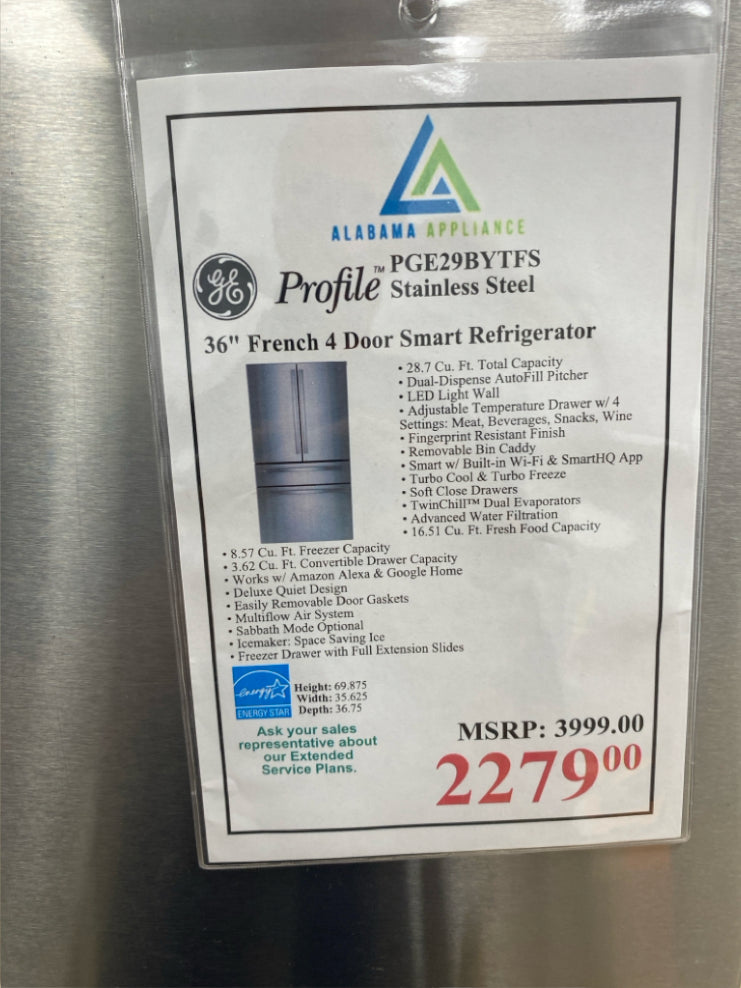 ALABAMA APPLIANCE
GE Profile™ PGE29BYTFS
Stainless Steel
36" French 4 Door Smart Refrigerator
• 28.7 Cu. Ft. Total Capacity
• Dual-Dispense AutoFill Pitcher
• LED Light Wall
• Adjustable Temperature Drawer w/ 4
Settings: Meat, Beverages, Snacks, Wine
• Fingerprint Resistant Finish
• Removable Bin Caddy
• Smart w/ Built-in Wi-Fi & SmartHQ App
• Turbo Cool & Turbo Freeze
• Soft Close Drawers
• TwinChill™ Dual Evaporators
• Advanced Water Filtration
• 16.51 Cu. Ft. Fresh Food Capacity
• 8.57 Cu. Ft. Freezer Capacity
• 3.62 Cu. Ft. Convertible Drawer Capacity
• Works w/ Amazon Alexa & Google Home
• Deluxe Quiet Design
• Easily Removable Door Gaskets
• Multiflow Air System
• Sabbath Mode Optional
• Icemaker: Space Saving Ice
• Freezer Drawer with Full Extension Slides
energy
ENERGY STAR
Height: 69.875
Width: 35.625
Depth: 36.75
Ask your sales
representative about
our Extended
Service Plans.
MSRP: 3999.00
2279⁰⁰